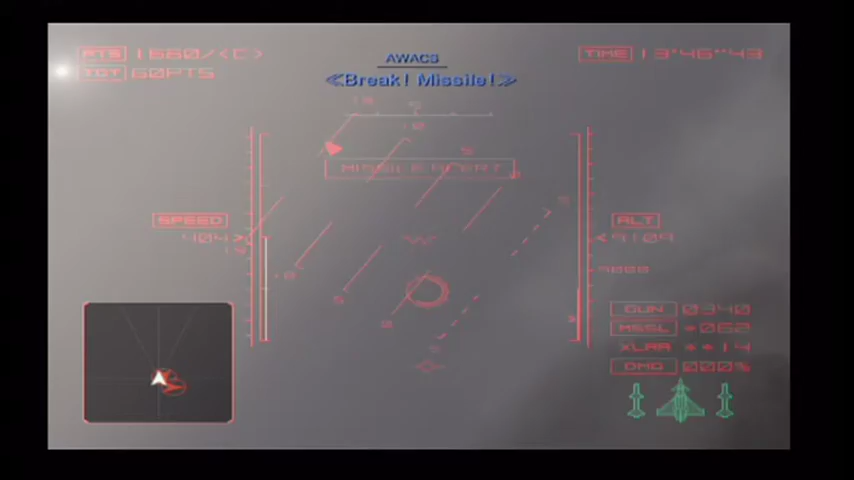 PTS 1660/<C>
TGT 60PTS
AWACS
≪Break! Missile!≫
TIME 13"46"43
MISSILE ALERT
SPEED
404>
ALT
<9109
GUN 0340
MSSL *062
XLAA **14
DMG 000%